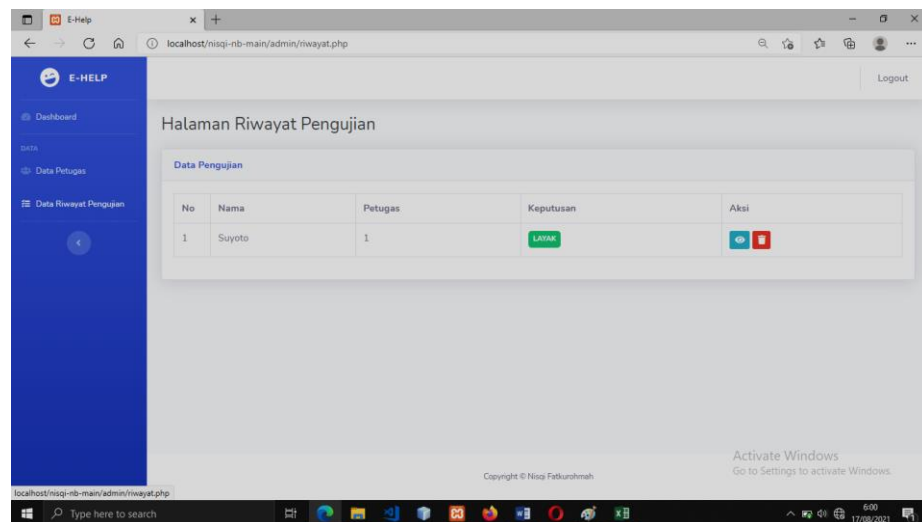 E-Help
localhost/nisqi-nb-main/admin/riwayat.php
E-HELP
Logout
Dashboard
DATA
Data Petugas
Data Riwayat Pengujian
Halaman Riwayat Pengujian
Data Pengujian
No Nama Petugas Keputusan Aksi
1 Suyoto 1 LAYAK
Copyright © Nisqi Fatkurohmah
Activate Windows
Go to Settings to activate Windows.
localhost/nisqi-nb-main/admin/riwayat.php
Type here to search
6:00
17/08/2021